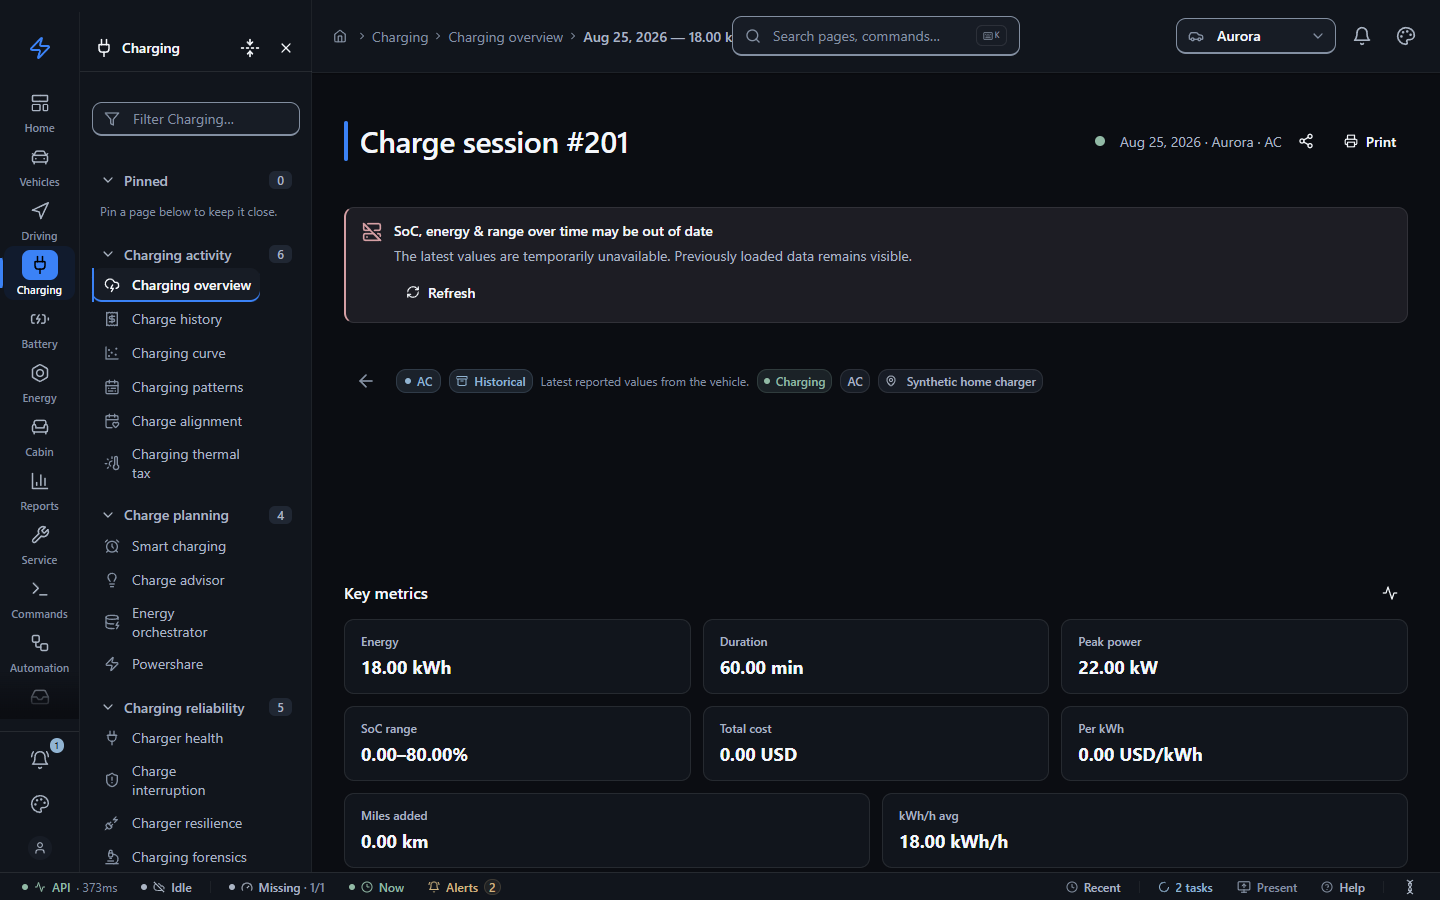 Charging
Charging
Charging overview
Aug 25, 2026 — 18.00 k
Search pages, commands...
K
Aurora
Home
Vehicles
Driving
Charging
Battery
Energy
Cabin
Reports
Service
Commands
Automation
1
Filter Charging...
Pinned 0
Pin a page below to keep it close.
Charging activity 6
Charging overview
Charge history
Charging curve
Charging patterns
Charge alignment
Charging thermal
tax
Charge planning 4
Smart charging
Charge advisor
Energy
orchestrator
Powershare
Charging reliability 5
Charger health
Charge
interruption
Charger resilience
Charging forensics
Charge session #201
Aug 25, 2026 · Aurora · AC
Print
SoC, energy & range over time may be out of date
The latest values are temporarily unavailable. Previously loaded data remains visible.
Refresh
AC Historical Latest reported values from the vehicle. Charging AC Synthetic home charger
Key metrics
Energy
18.00 kWh
Duration
60.00 min
Peak power
22.00 kW
SoC range
0.00–80.00%
Total cost
0.00 USD
Per kWh
0.00 USD/kWh
Miles added
0.00 km
kWh/h avg
18.00 kWh/h
API · 373ms Idle Missing · 1/1 Now Alerts 2 Recent 2 tasks Present Help